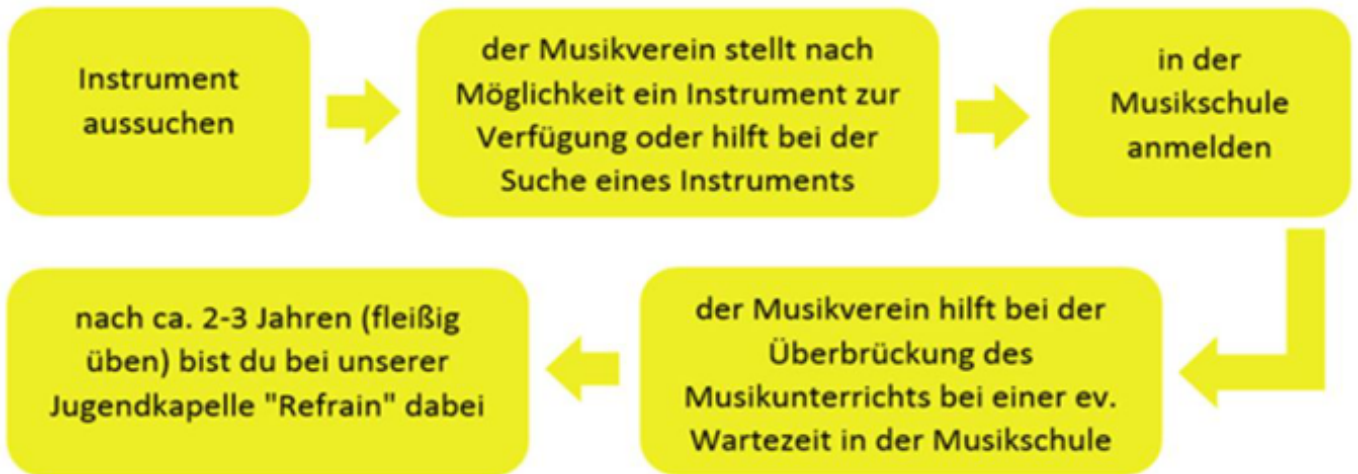 Instrument
aussuchen
der Musikverein stellt nach
Möglichkeit ein Instrument zur
Verfügung oder hilft bei der
Suche eines Instruments
in der
Musikschule
anmelden
der Musikverein hilft bei der
Überbrückung des
Musikunterrichts bei einer ev.
Wartezeit in der Musikschule
nach ca. 2-3 Jahren (fleißig
üben) bist du bei unserer
Jugendkapelle "Refrain" dabei